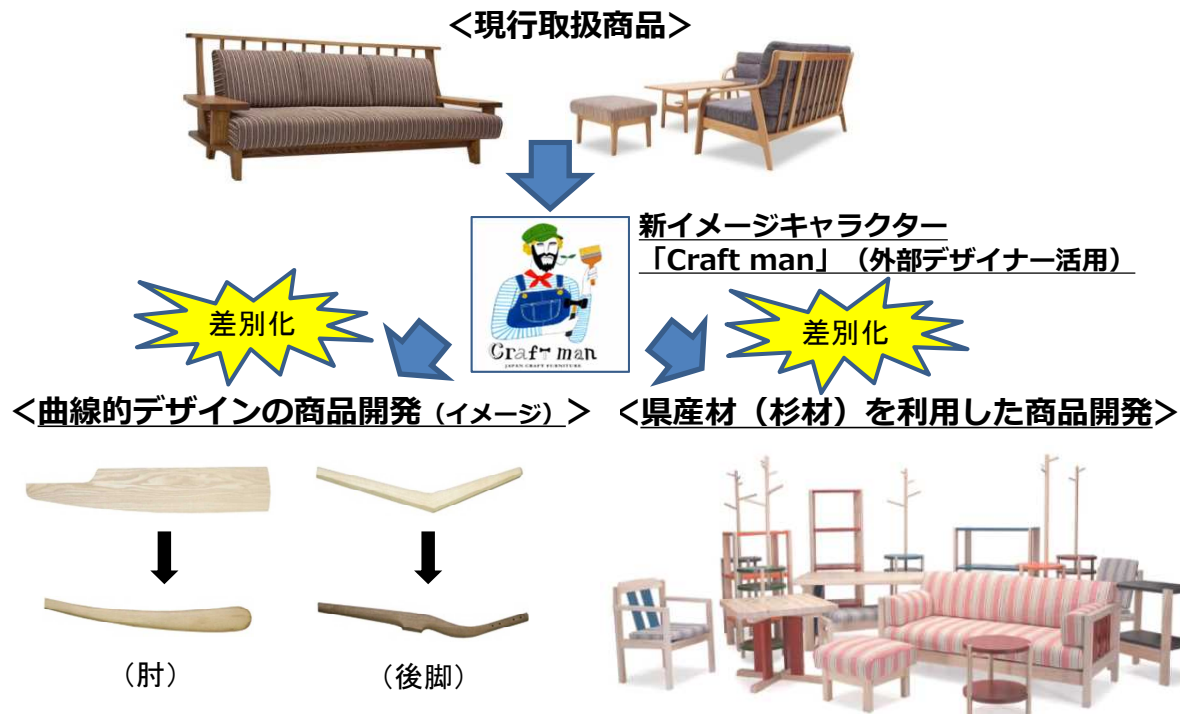 ＜現行取扱商品＞
新イメージキャラクター
「Craft man」（外部デザイナー活用）
差別化
差別化
Craft man
JAPAN CRAFT FURNITURE
＜曲線的デザインの商品開発（イメージ）＞
＜県産材（杉材）を利用した商品開発＞
（肘）
（後脚）